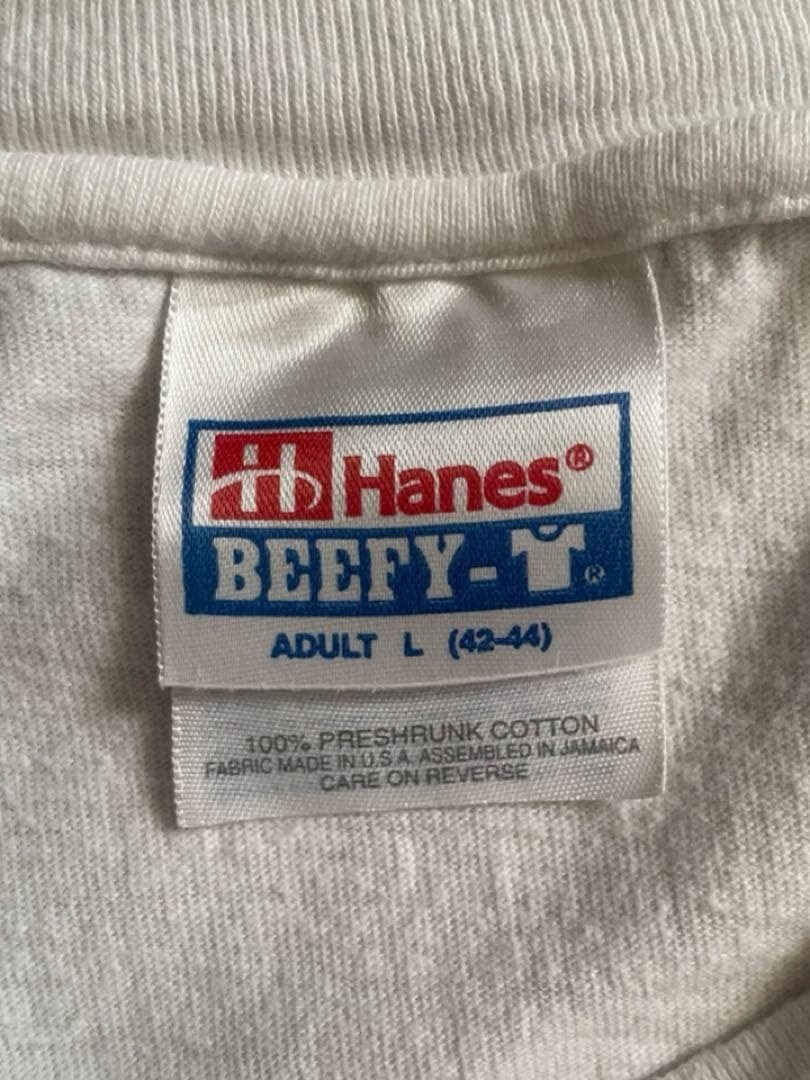 Hanes®
BEEFY-T®
ADULT L (42-44)
100% PRESHRUNK COTTON
FABRIC MADE IN U.S.A. ASSEMBLED IN JAMAICA
CARE ON REVERSE